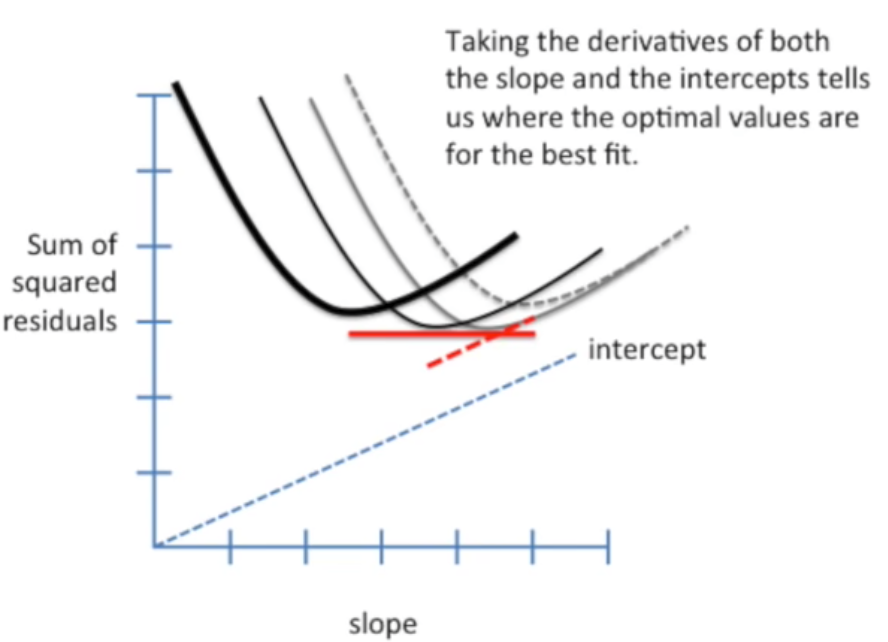 Taking the derivatives of both
the slope and the intercepts tells
us where the optimal values are
for the best fit.
Sum of
squared
residuals
intercept
slope